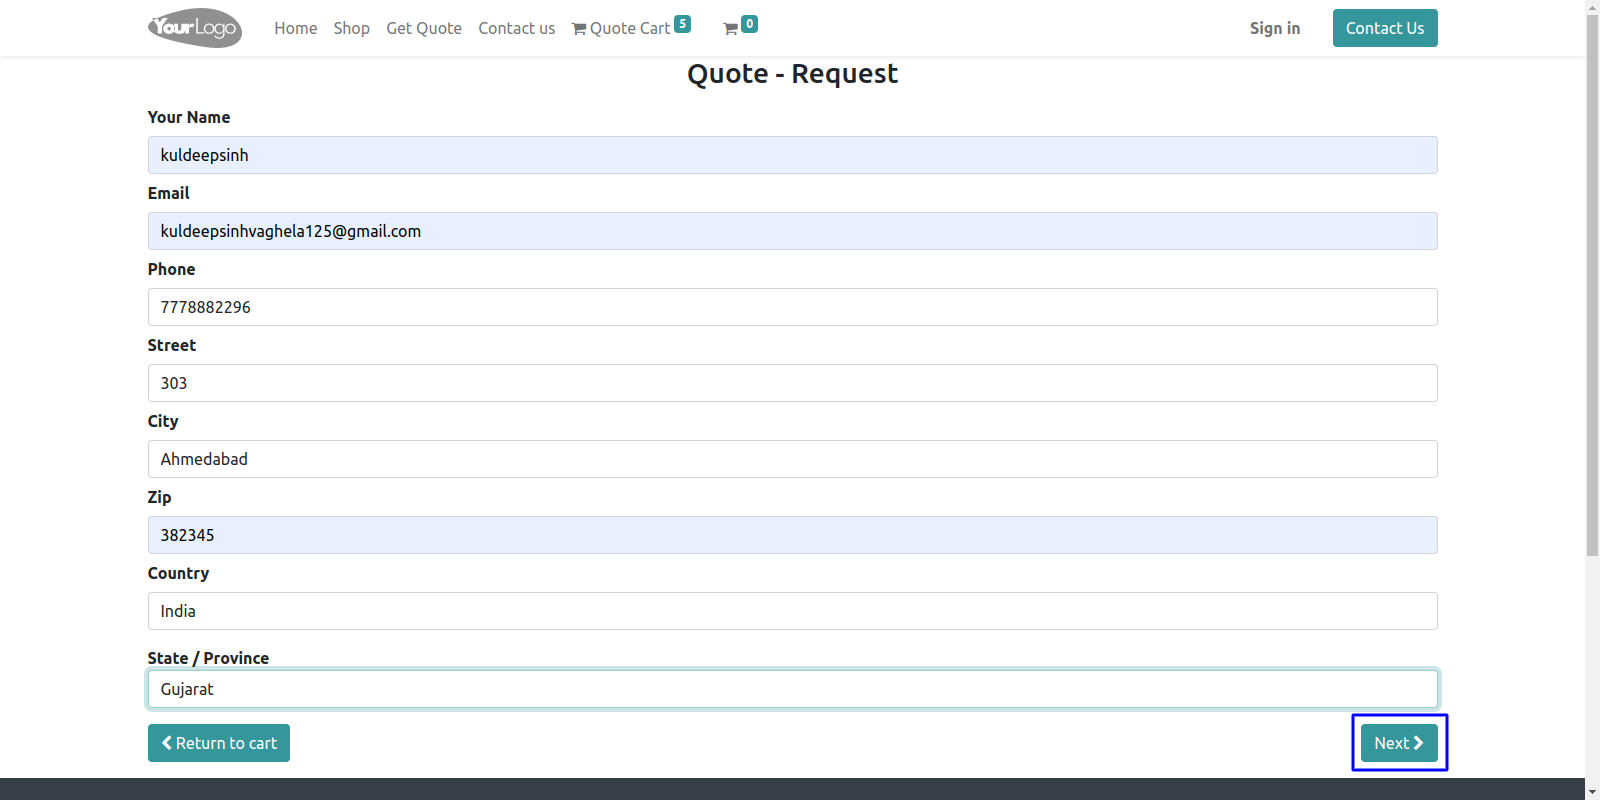 YourLogo Home Shop Get Quote Contact us Quote Cart 5 0 Sign in Contact Us
Quote - Request
Your Name
kuldeepsinh
Email
kuldeepsinhvaghela125@gmail.com
Phone
7778882296
Street
303
City
Ahmedabad
Zip
382345
Country
India
State / Province
Gujarat
Return to cart Next